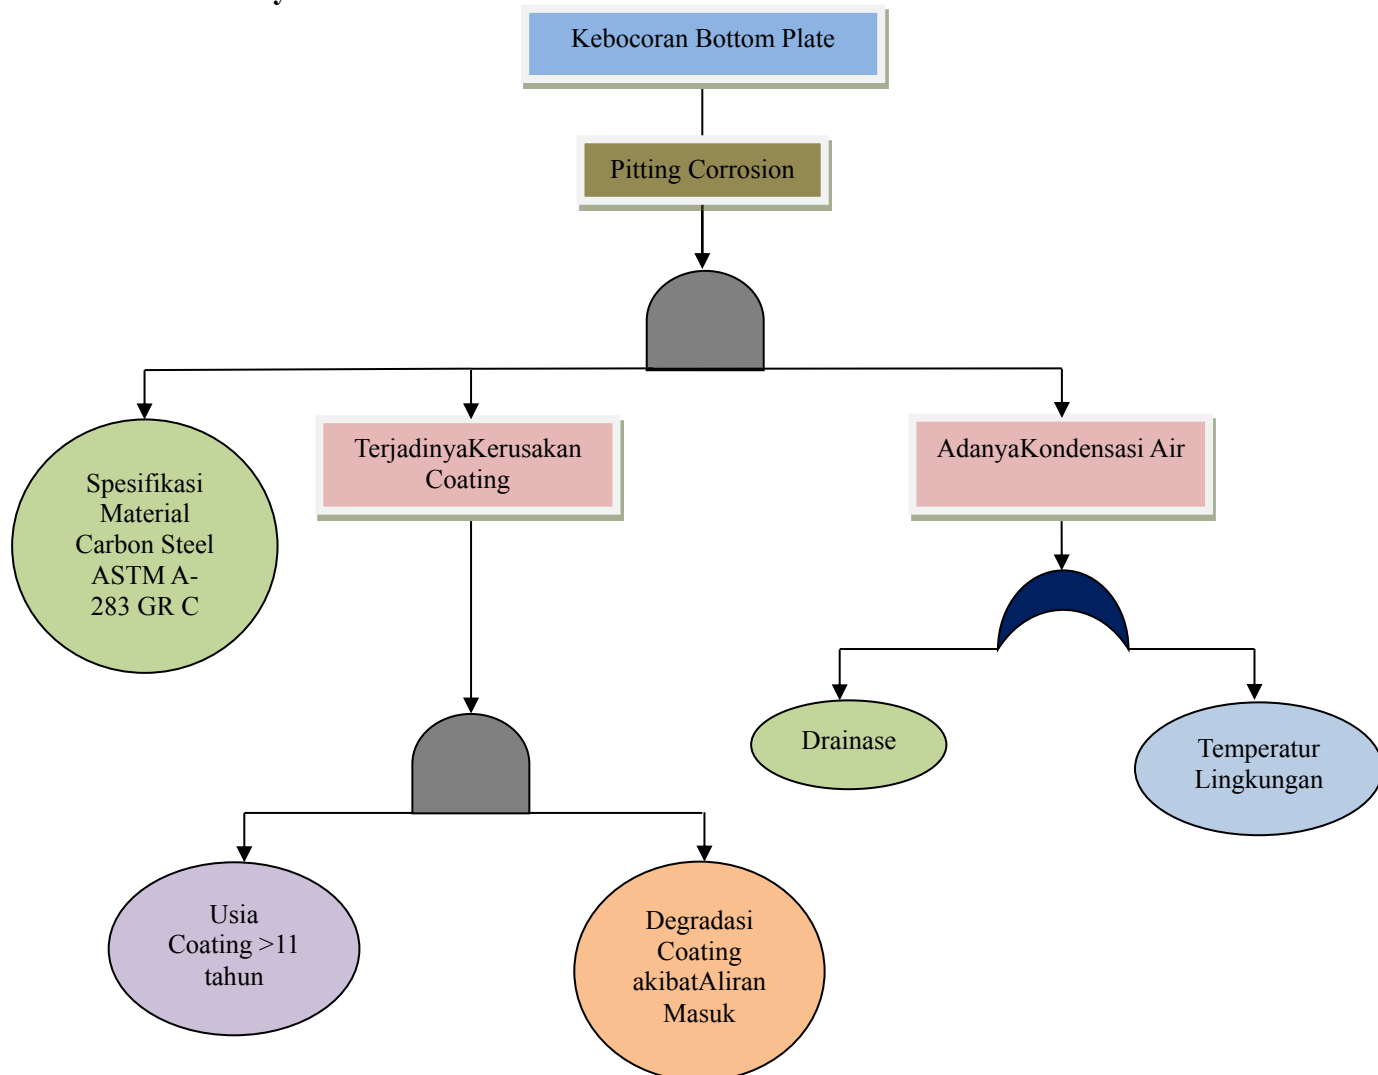 Kebocoran Bottom Plate
Pitting Corrosion
TerjadinyaKerusakan
Coating
AdanyaKondensasi Air
Spesifikasi
Material
Carbon Steel
ASTM A-
283 GR C
Drainase
Temperatur
Lingkungan
Usia
Coating >11
tahun
Degradasi
Coating
akibatAliran
Masuk